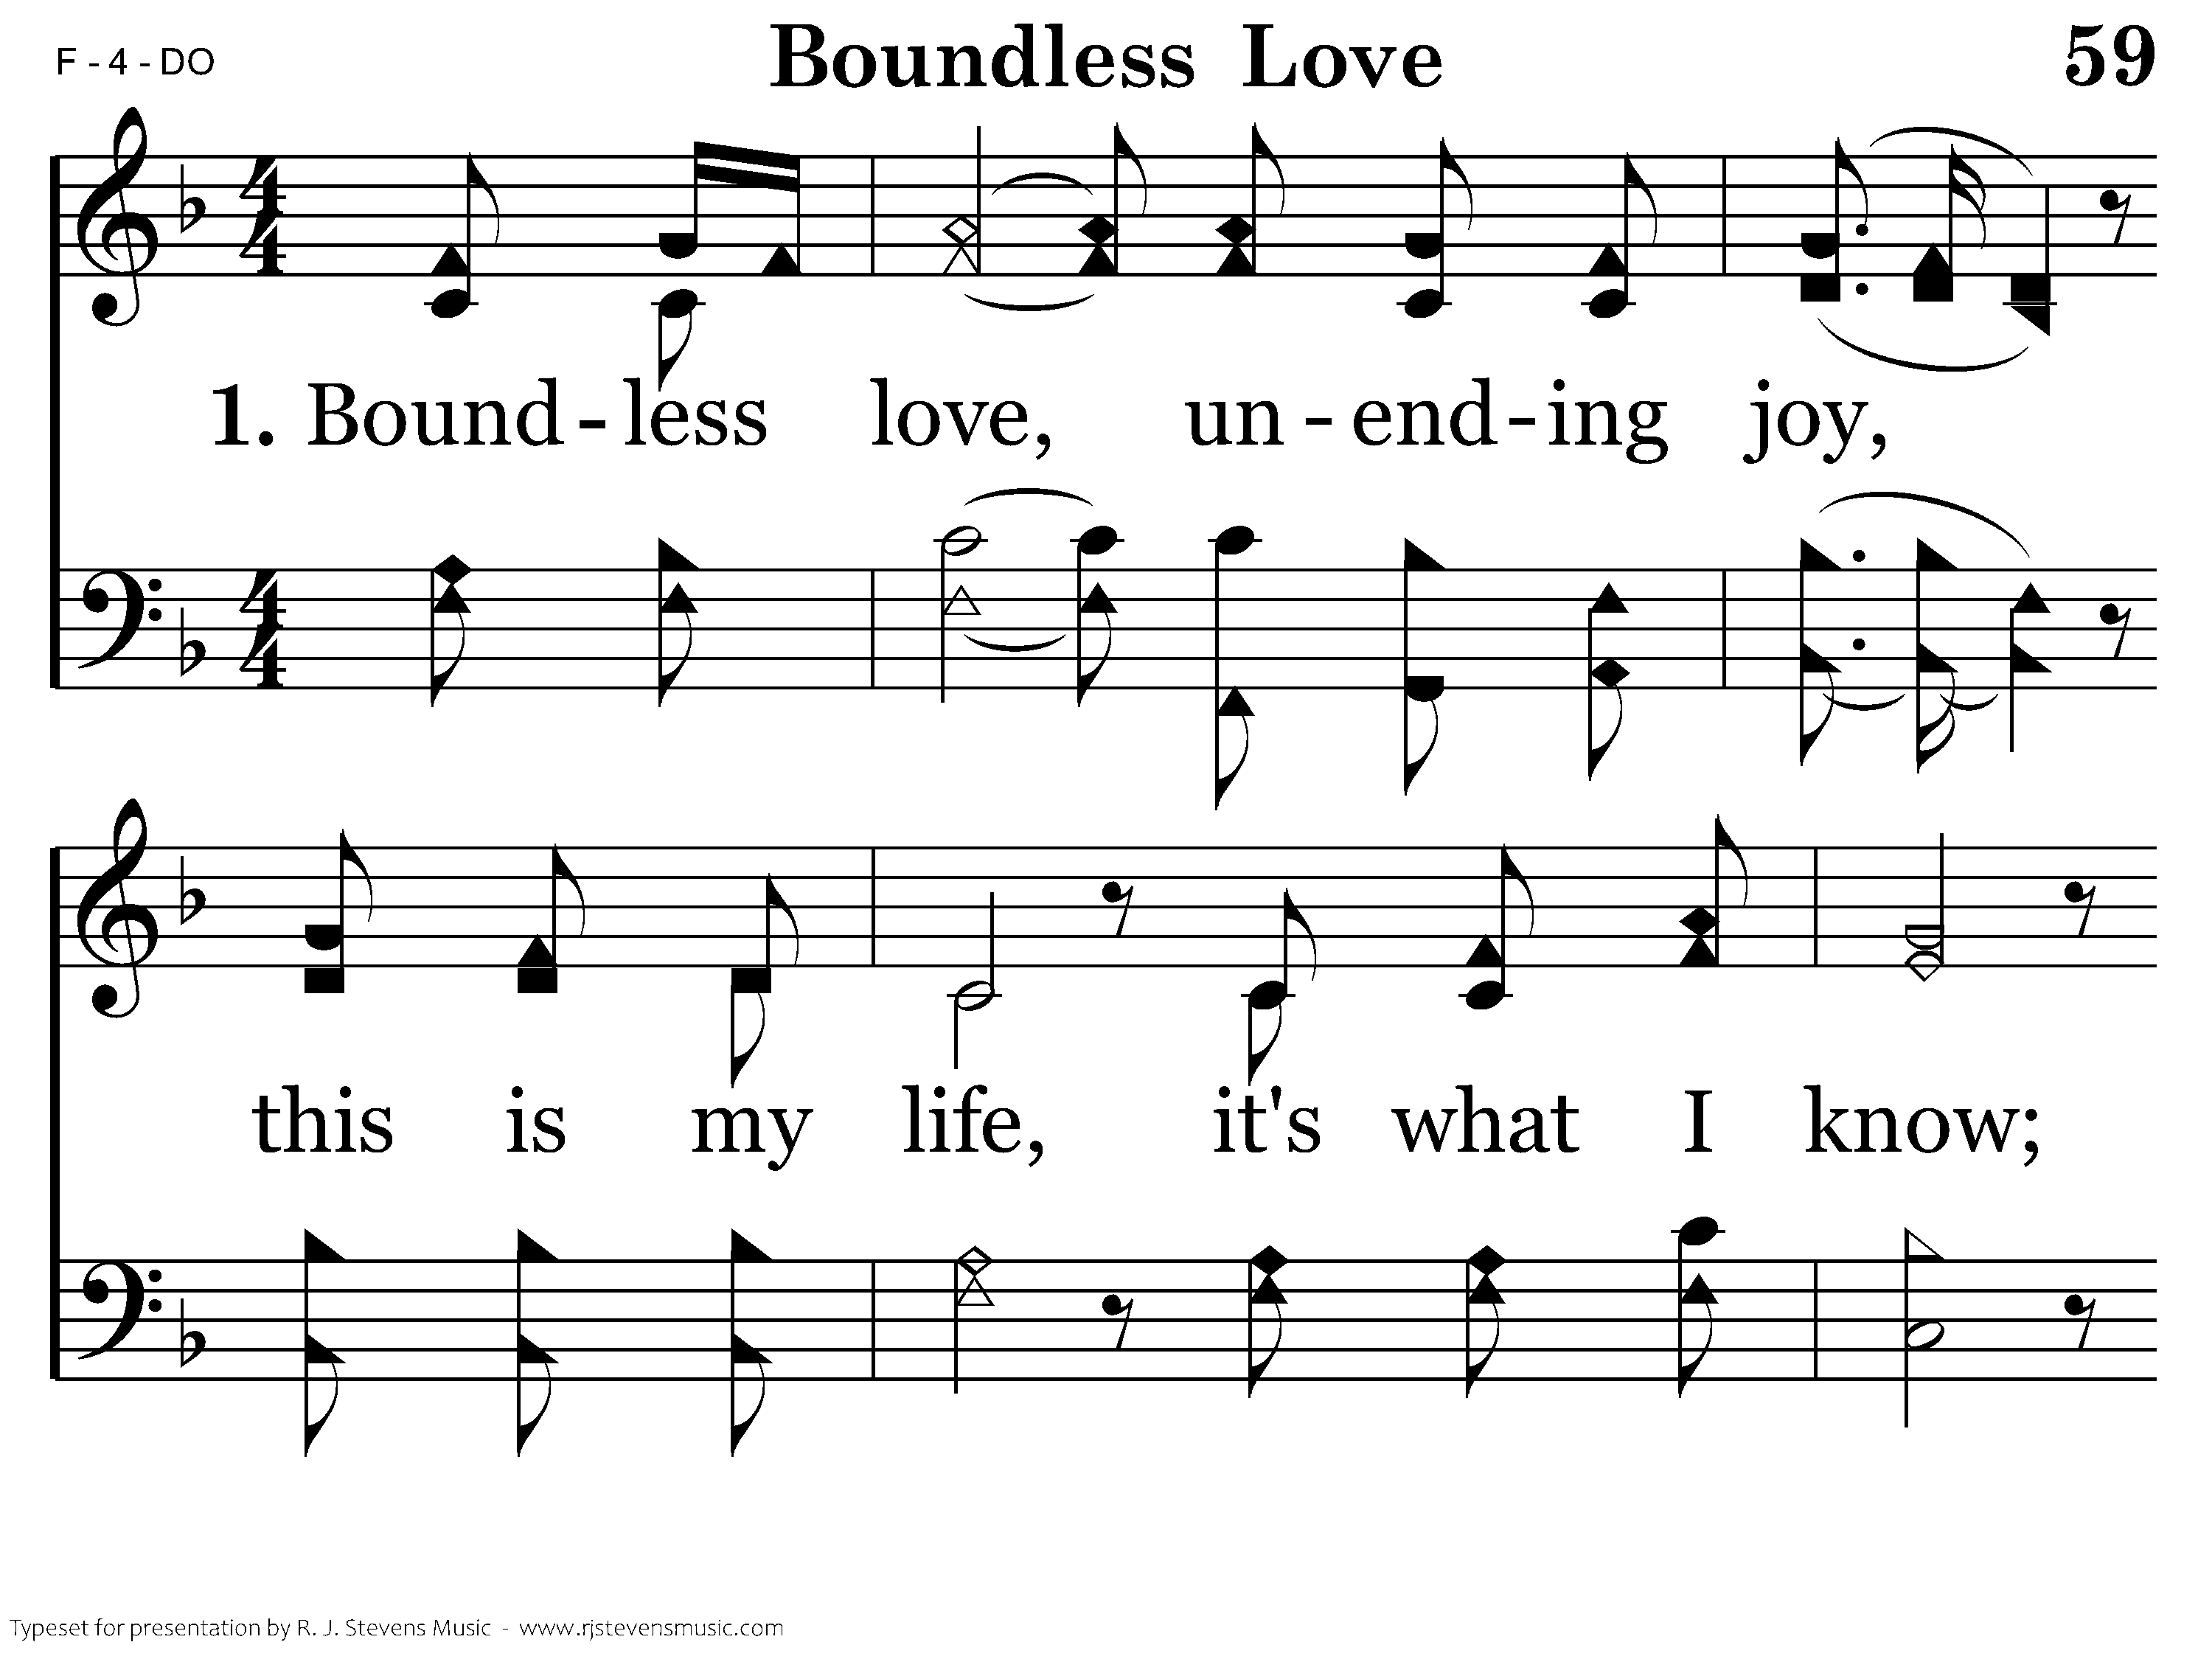 F - 4 - DO
Boundless Love
59
1. Bound - less love, un - end - ing joy,
this is my life, it's what I know;
Typeset for presentation by R. J. Stevens Music - www.rjstevensmusic.com